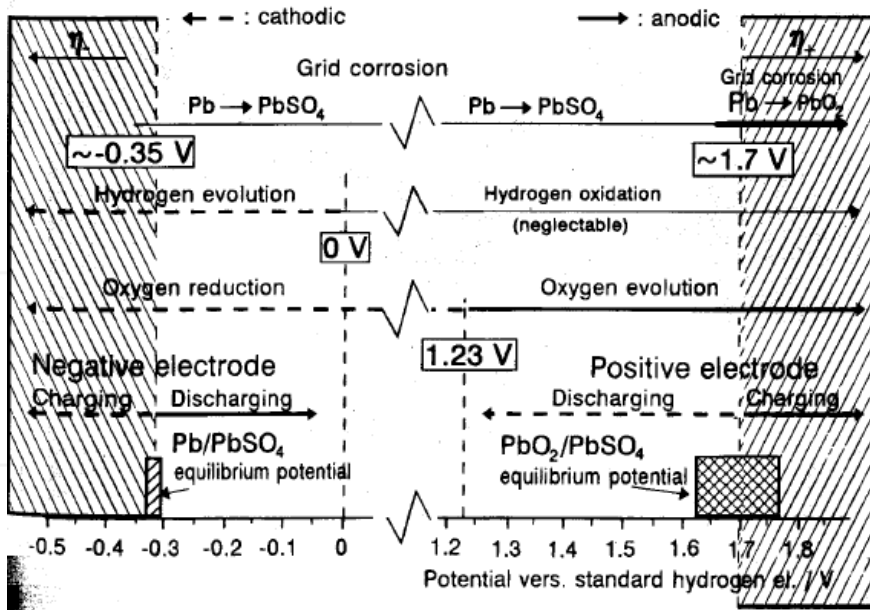 : cathodic
: anodic
η-
η+
Grid corrosion
Grid corrosion
Pb → PbSO4
Pb → PbSO4
Pb → PbO2
~-0.35 V
~1.7 V
Hydrogen evolution
Hydrogen oxidation
(neglectable)
0 V
Oxygen reduction
Oxygen evolution
1.23 V
Negative electrode
Positive electrode
Charging
Discharging
Discharging
Charging
Pb/PbSO4
equilibrium potential
PbO2/PbSO4
equilibrium potential
-0.5 -0.4 -0.3 -0.2 -0.1 0 1.2 1.3 1.4 1.5 1.6 1.7 1.8
Potential vers. standard hydrogen el. / V